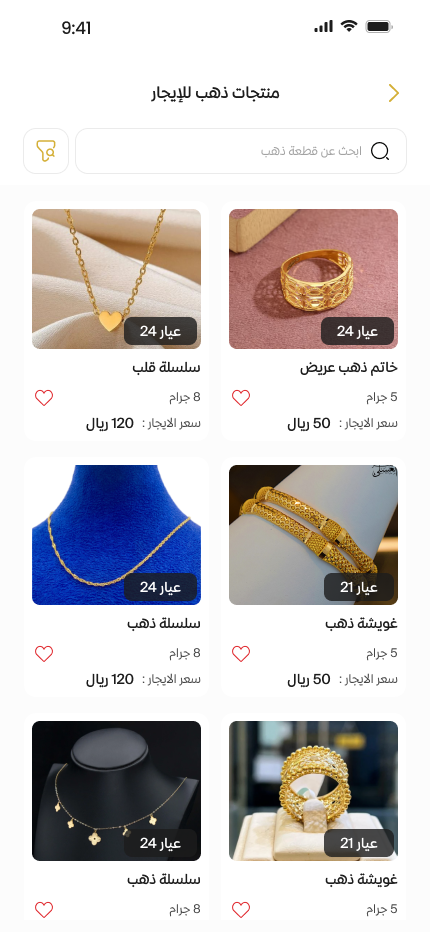 9:41
منتجات ذهب للإيجار
ابحث عن قطعة ذهب
عيار 24
خاتم ذهب عريض
5 جرام
سعر الايجار : 50 ريال
عيار 24
سلسلة قلب
8 جرام
سعر الايجار : 120 ريال
عيار 21
غويشة ذهب
5 جرام
سعر الايجار : 50 ريال
عيار 24
سلسلة ذهب
8 جرام
سعر الايجار : 120 ريال
عيار 21
غويشة ذهب
5 جرام
عيار 24
سلسلة ذهب
8 جرام